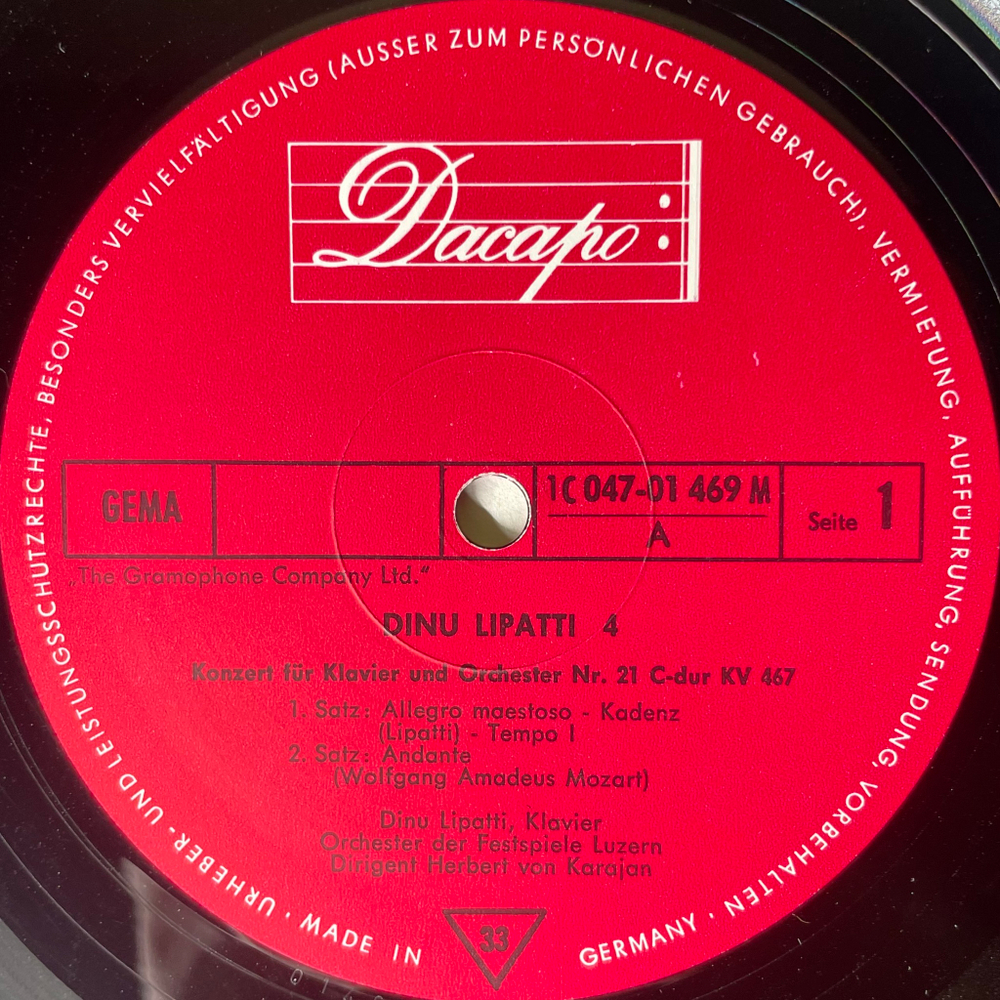 URHEBER- UND LEISTUNGSSCHUTZRECHTE, BESONDERS VERVIELFÄLTIGUNG (AUSSER ZUM PERSÖNLICHEN GEBRAUCH), VERMIETUNG, AUFFÜHRUNG, SENDUNG, VORBEHALTEN · MADE IN GERMANY ·
Dacapo
GEMA
1C 047-01 469 M
A
Seite 1
„The Gramophone Company Ltd.“
DINU LIPATTI 4
Konzert für Klavier und Orchester Nr. 21 C-dur KV 467
1. Satz: Allegro maestoso - Kadenz
(Lipatti) - Tempo I
2. Satz: Andante
(Wolfgang Amadeus Mozart)
Dinu Lipatti, Klavier
Orchester der Festspiele Luzern
Dirigent Herbert von Karajan
33